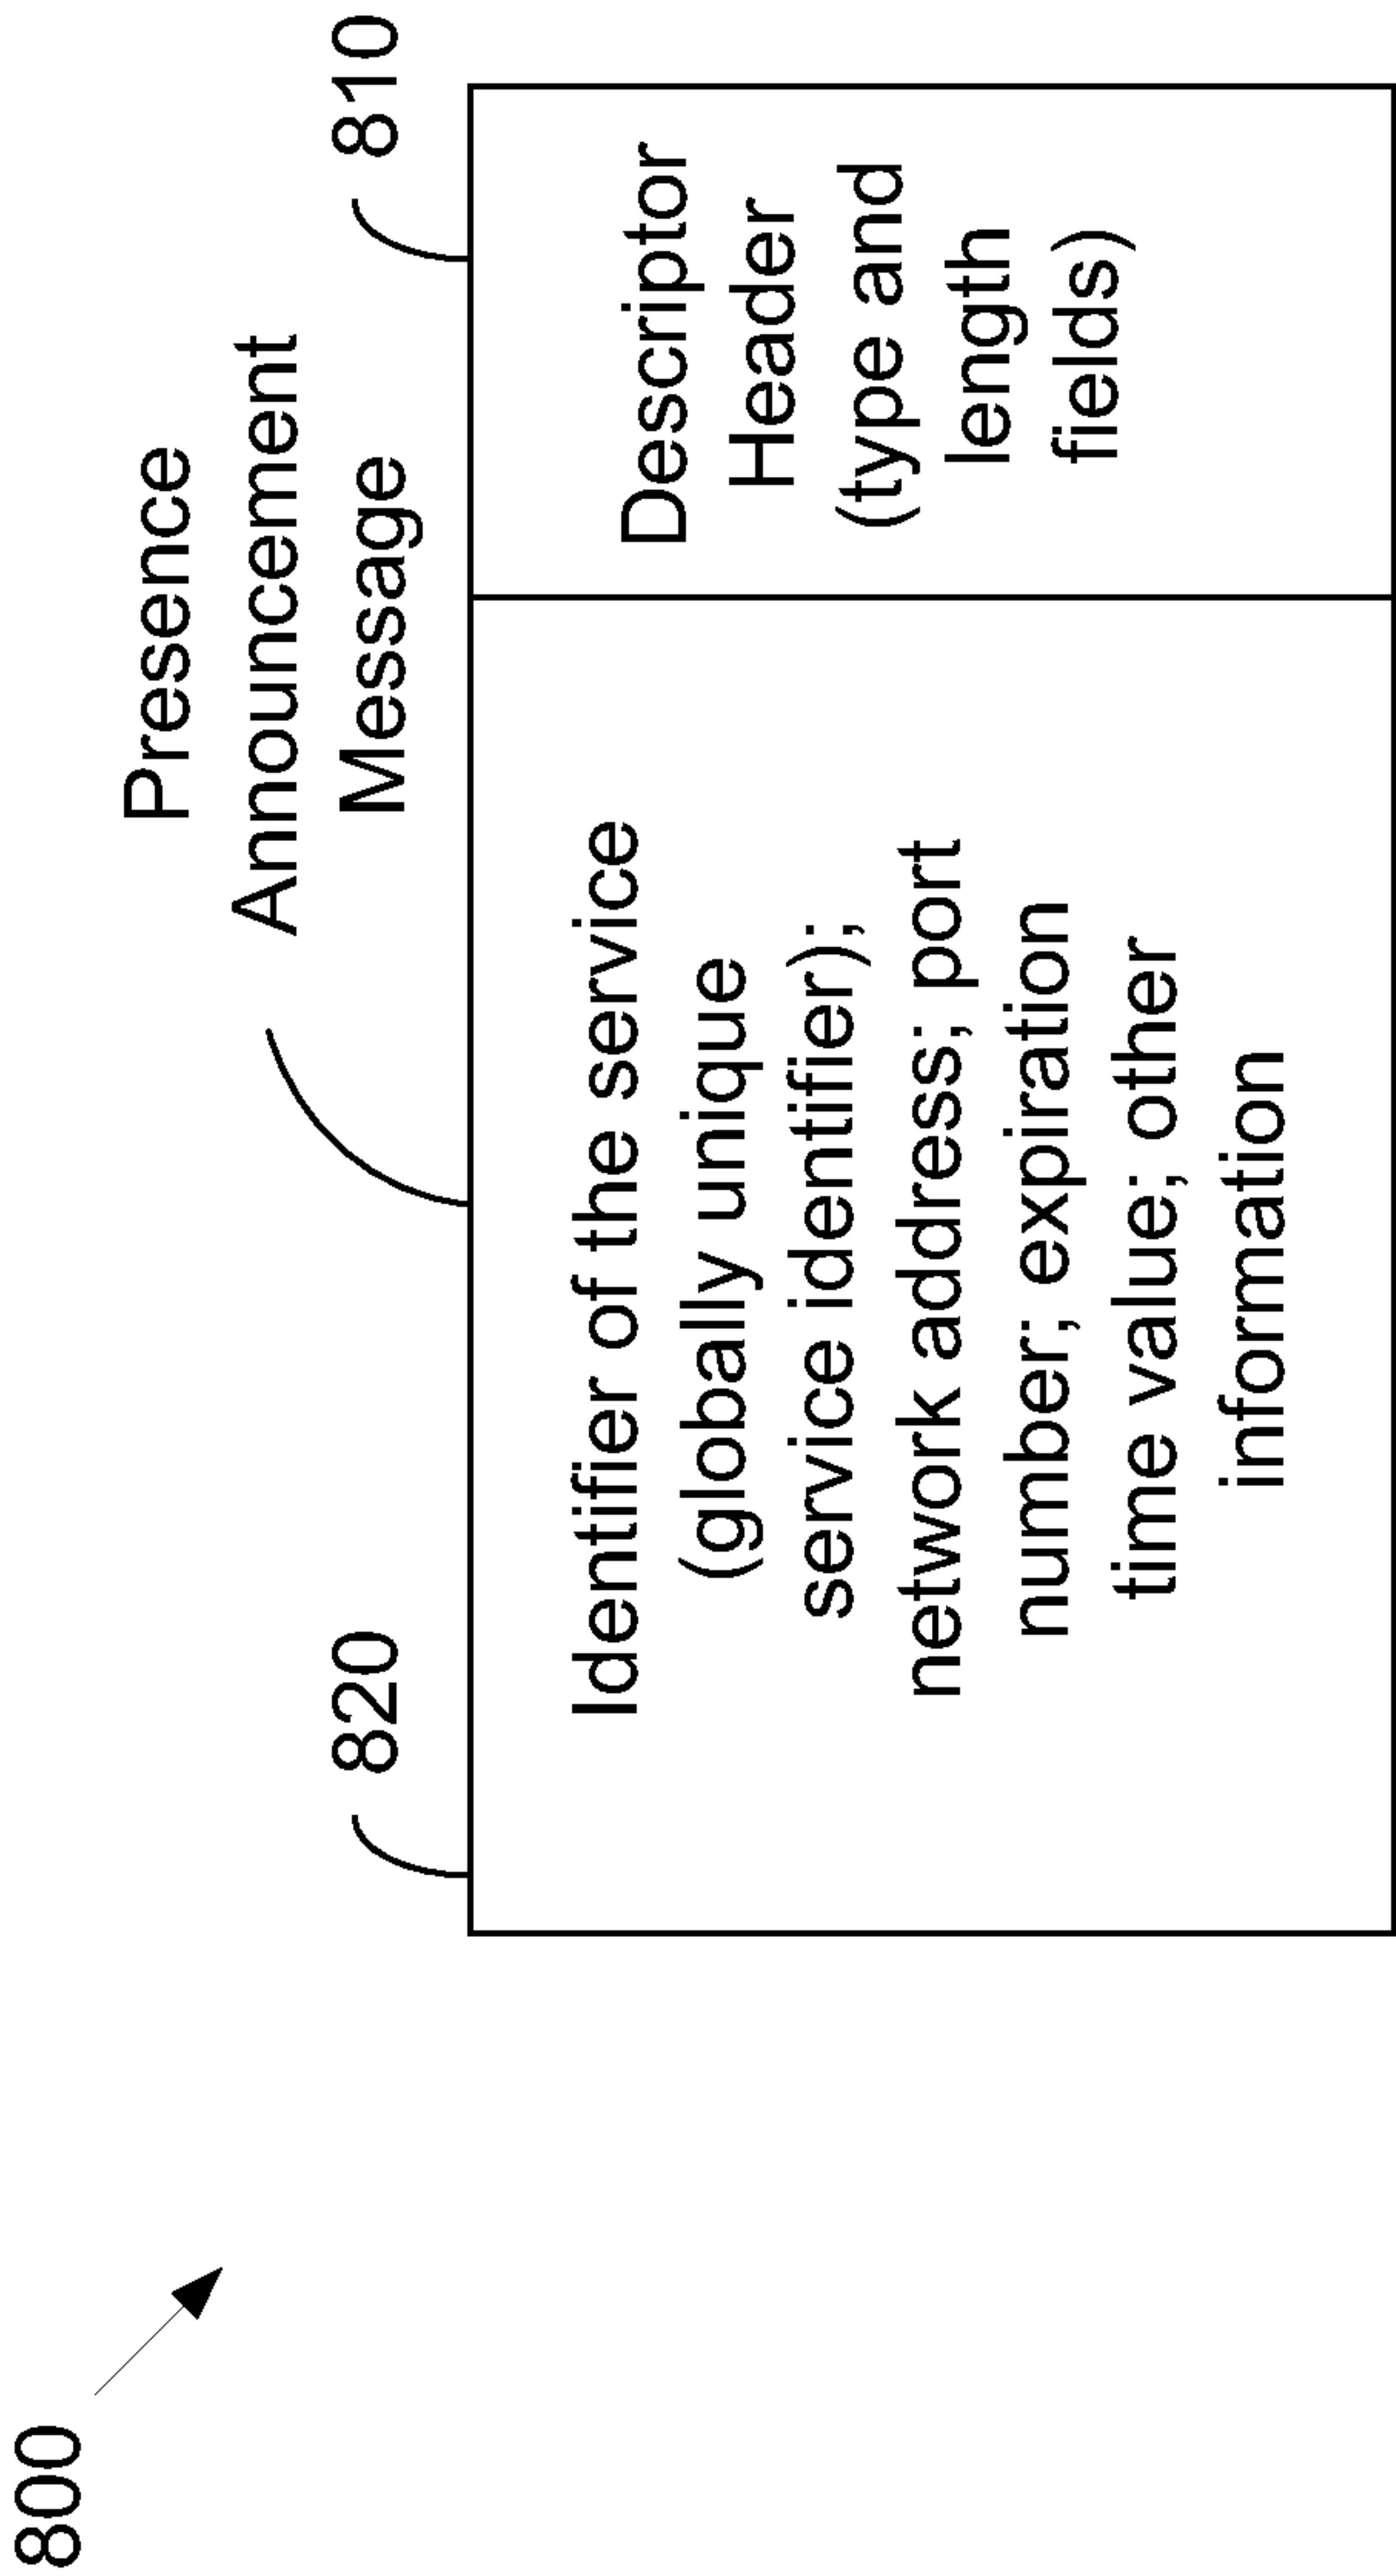 800
Presence
Announcement
Message
820
810
Identifier of the service
(globally unique
service identifier);
network address; port
number; expiration
time value; other
information
Descriptor
Header
(type and
length
fields)